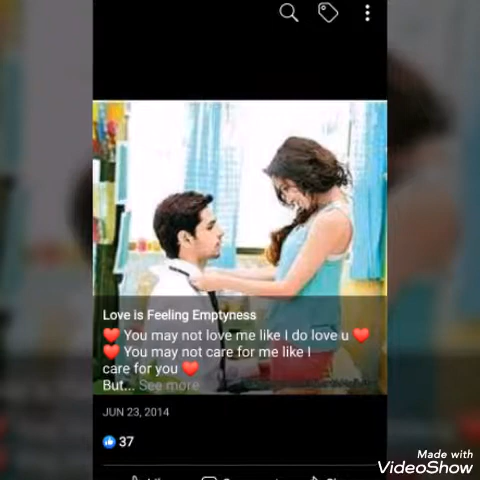 Love is Feeling Emptyness
❤️ You may not love me like I do love u ❤️
❤️ You may not care for me like I
care for you ❤️
But... See more
JUN 23, 2014
37
Made with
VideoShow